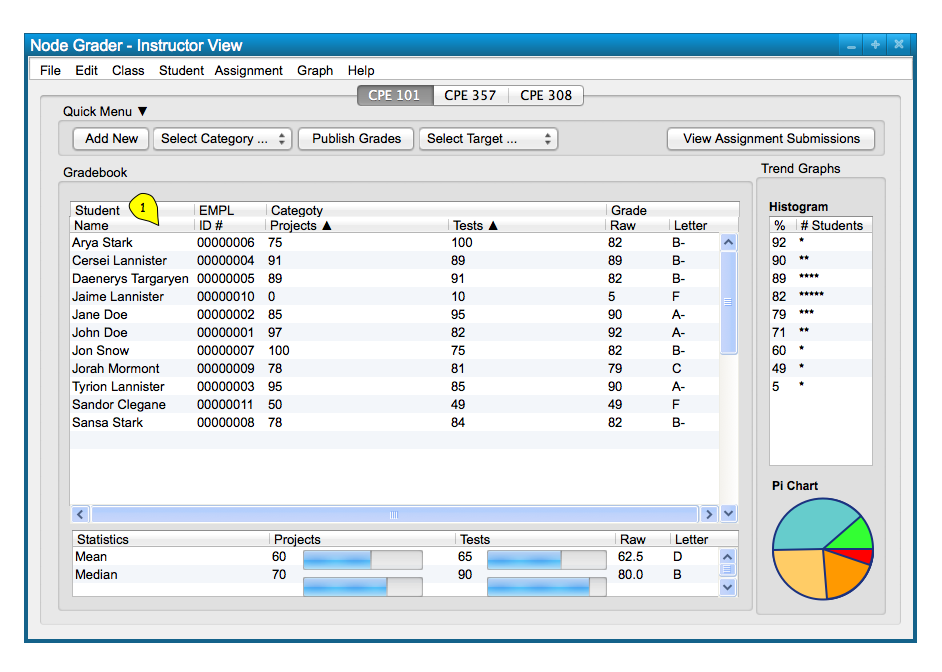 Node Grader - Instructor View
File Edit Class Student Assignment Graph Help
CPE 101 CPE 357 CPE 308
Quick Menu ▼
Add New Select Category ... Publish Grades Select Target ... View Assignment Submissions
Gradebook
Student 1 EMPL Categoty Grade
Name ID # Projects ▲ Tests ▲ Raw Letter
Arya Stark 00000006 75 100 82 B-
Cersei Lannister 00000004 91 89 89 B-
Daenerys Targaryen 00000005 89 91 82 B-
Jaime Lannister 00000010 0 10 5 F
Jane Doe 00000002 85 95 90 A-
John Doe 00000001 97 82 92 A-
Jon Snow 00000007 100 75 82 B-
Jorah Mormont 00000009 78 81 79 C
Tyrion Lannister 00000003 95 85 90 A-
Sandor Clegane 00000011 50 49 49 F
Sansa Stark 00000008 78 84 82 B-
Statistics Projects Tests Raw Letter
Mean 60 65 62.5 D
Median 70 90 80.0 B
Trend Graphs
Histogram
% # Students
92 *
90 **
89 ****
82 *****
79 ***
71 **
60 *
49 *
5 *
Pi Chart